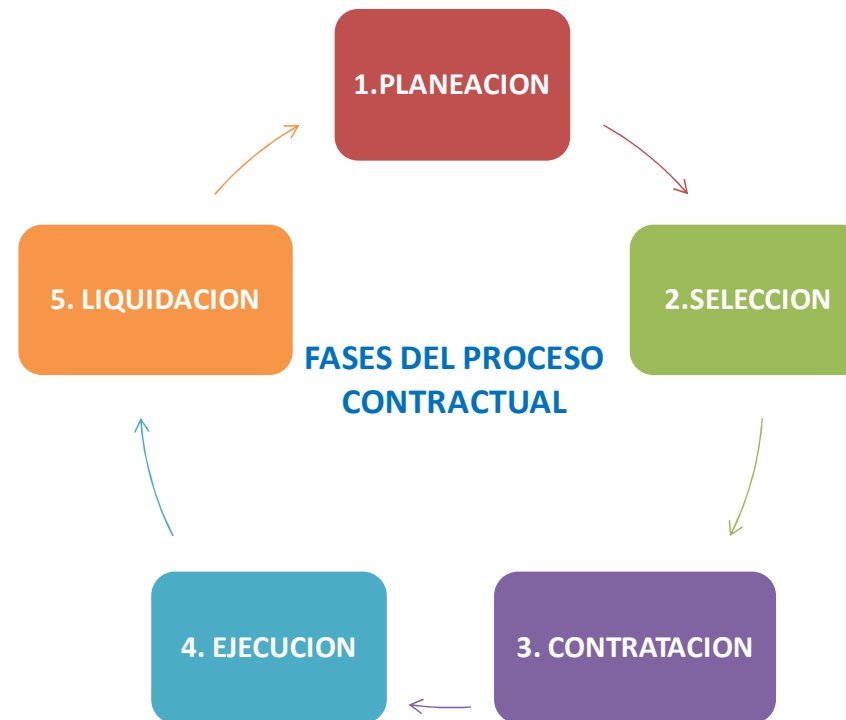 1.PLANEACION
2.SELECCION
3. CONTRATACION
4. EJECUCION
5. LIQUIDACION
FASES DEL PROCESO
CONTRACTUAL